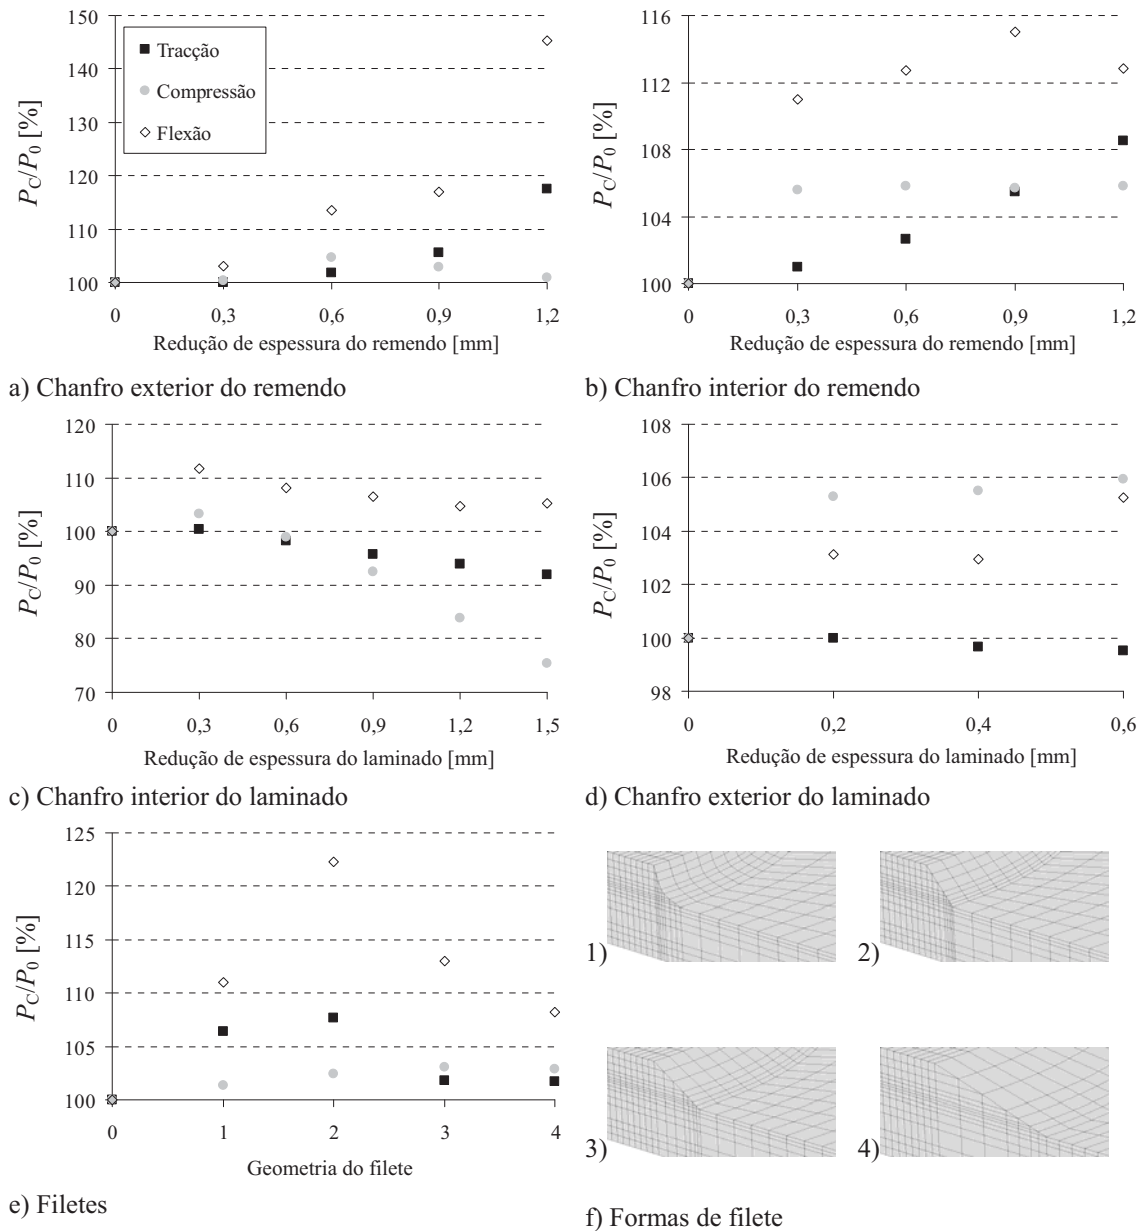 150
140
130
120
110
100
P_C/P_0 [%]
Tracção
Compressão
Flexão
0 0,3 0,6 0,9 1,2
Redução de espessura do remendo [mm]
a) Chanfro exterior do remendo
116
112
108
104
100
P_C/P_0 [%]
0 0,3 0,6 0,9 1,2
Redução de espessura do remendo [mm]
b) Chanfro interior do remendo
120
110
100
90
80
70
P_C/P_0 [%]
0 0,3 0,6 0,9 1,2 1,5
Redução de espessura do laminado [mm]
c) Chanfro interior do laminado
108
106
104
102
100
98
P_C/P_0 [%]
0 0,2 0,4 0,6
Redução de espessura do laminado [mm]
d) Chanfro exterior do laminado
125
120
115
110
105
100
P_C/P_0 [%]
0 1 2 3 4
Geometria do filete
e) Filetes
1)
2)
3)
4)
f) Formas de filete